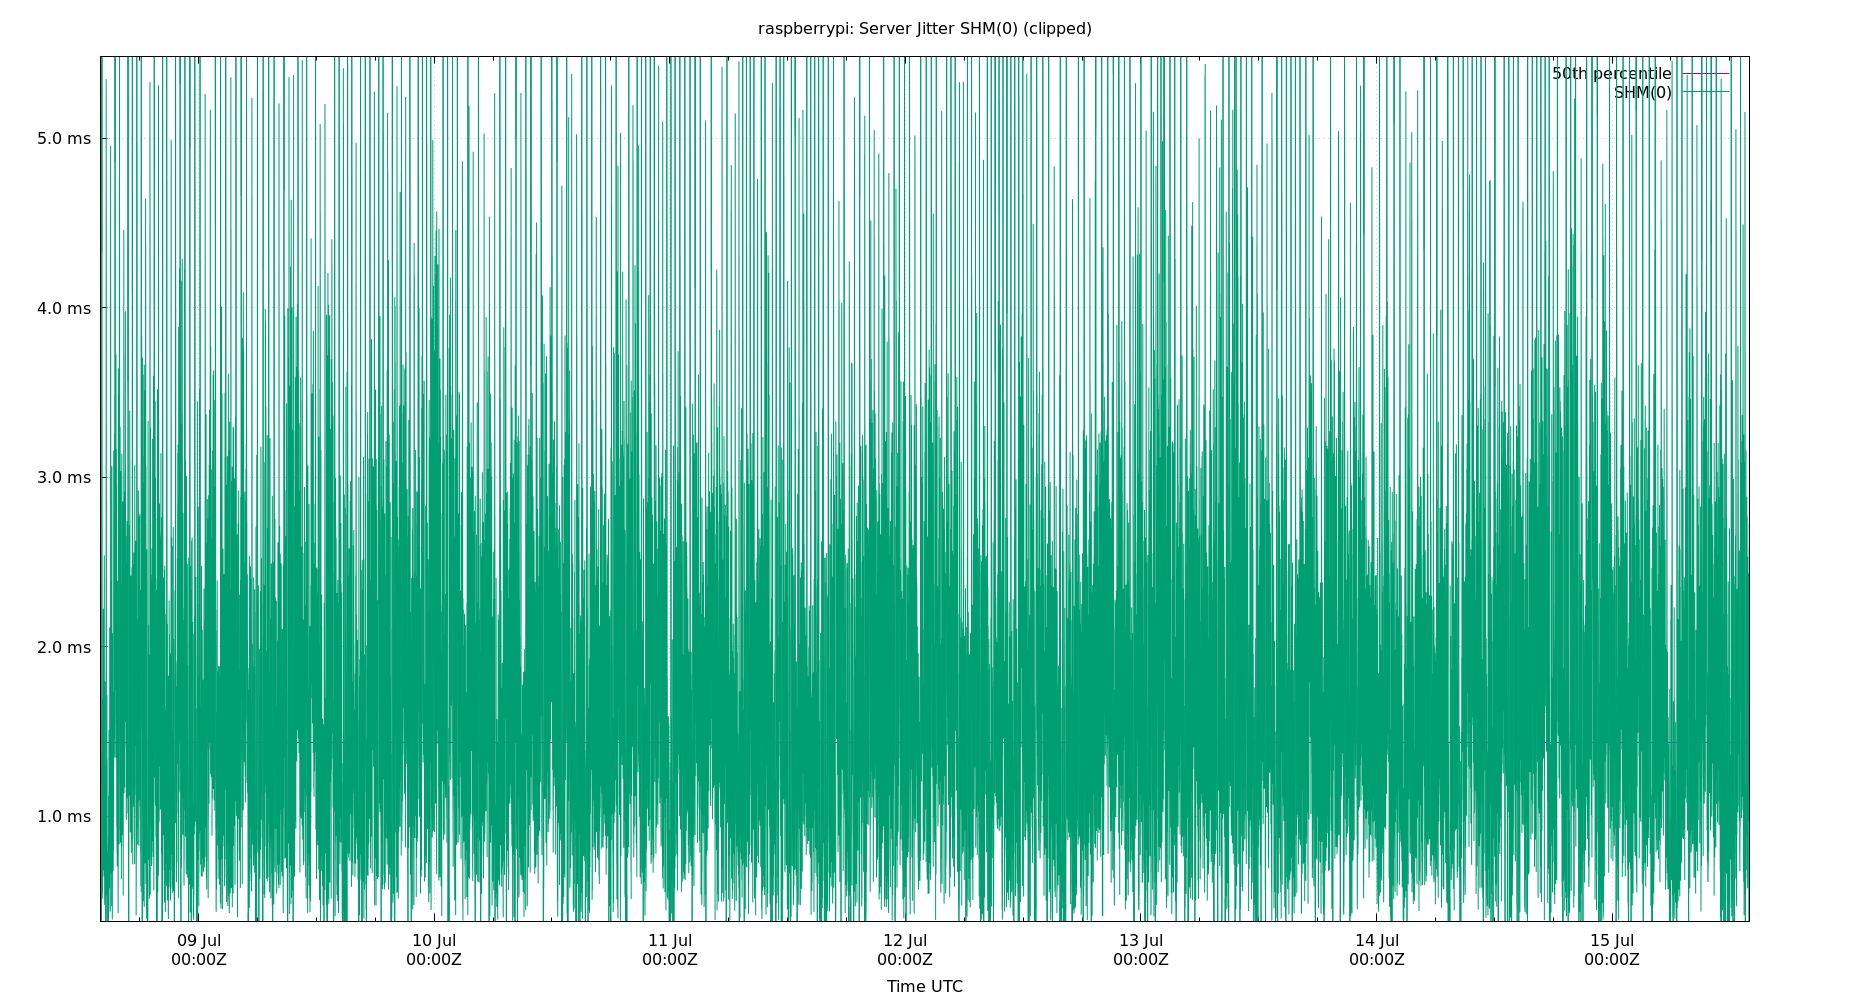 raspberrypi: Server Jitter SHM(0) (clipped)
50th percentile
SHM(0)
5.0 ms
4.0 ms
3.0 ms
2.0 ms
1.0 ms
09 Jul 10 Jul 11 Jul 12 Jul 13 Jul 14 Jul 15 Jul
00:00Z 00:00Z 00:00Z 00:00Z 00:00Z 00:00Z 00:00Z
Time UTC